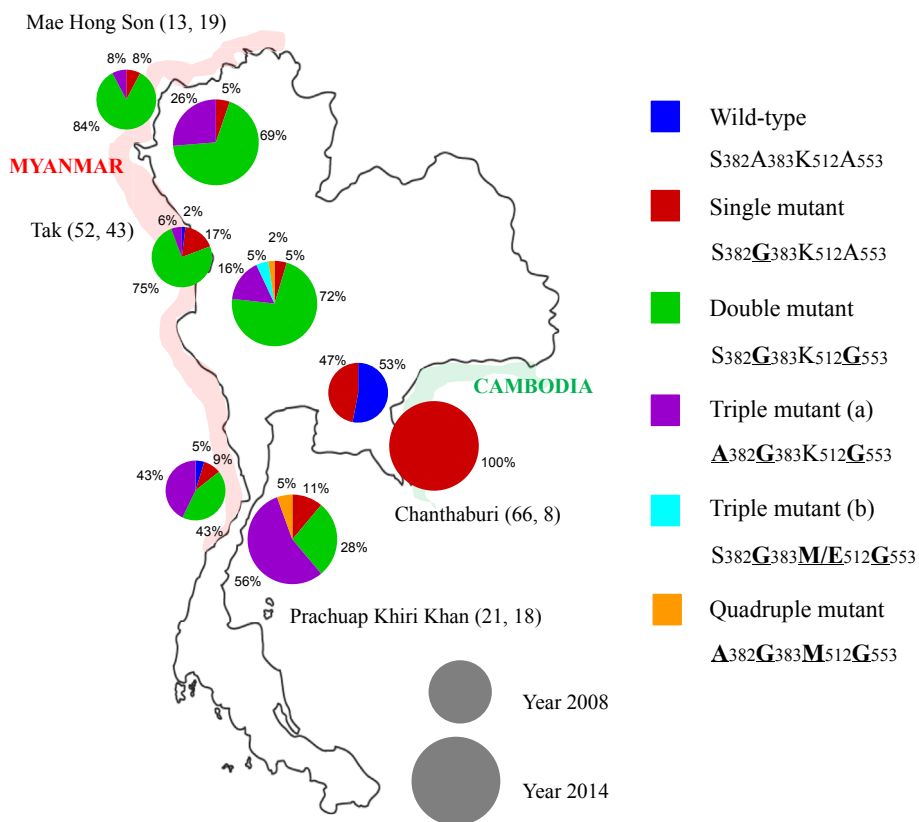 Mae Hong Son (13, 19)
8%
8%
84%
26%
5%
69%
MYANMAR
Tak (52, 43)
6%
2%
17%
75%
2%
5%
5%
16%
72%
47%
53%
CAMBODIA
100%
Chanthaburi (66, 8)
5%
9%
43%
43%
5%
11%
28%
56%
Prachuap Khiri Khan (21, 18)
Year 2008
Year 2014
Wild-type
S382A383K512A553
Single mutant
S382G383K512A553
Double mutant
S382G383K512G553
Triple mutant (a)
A382G383K512G553
Triple mutant (b)
S382G383M/E512G553
Quadruple mutant
A382G383M512G553